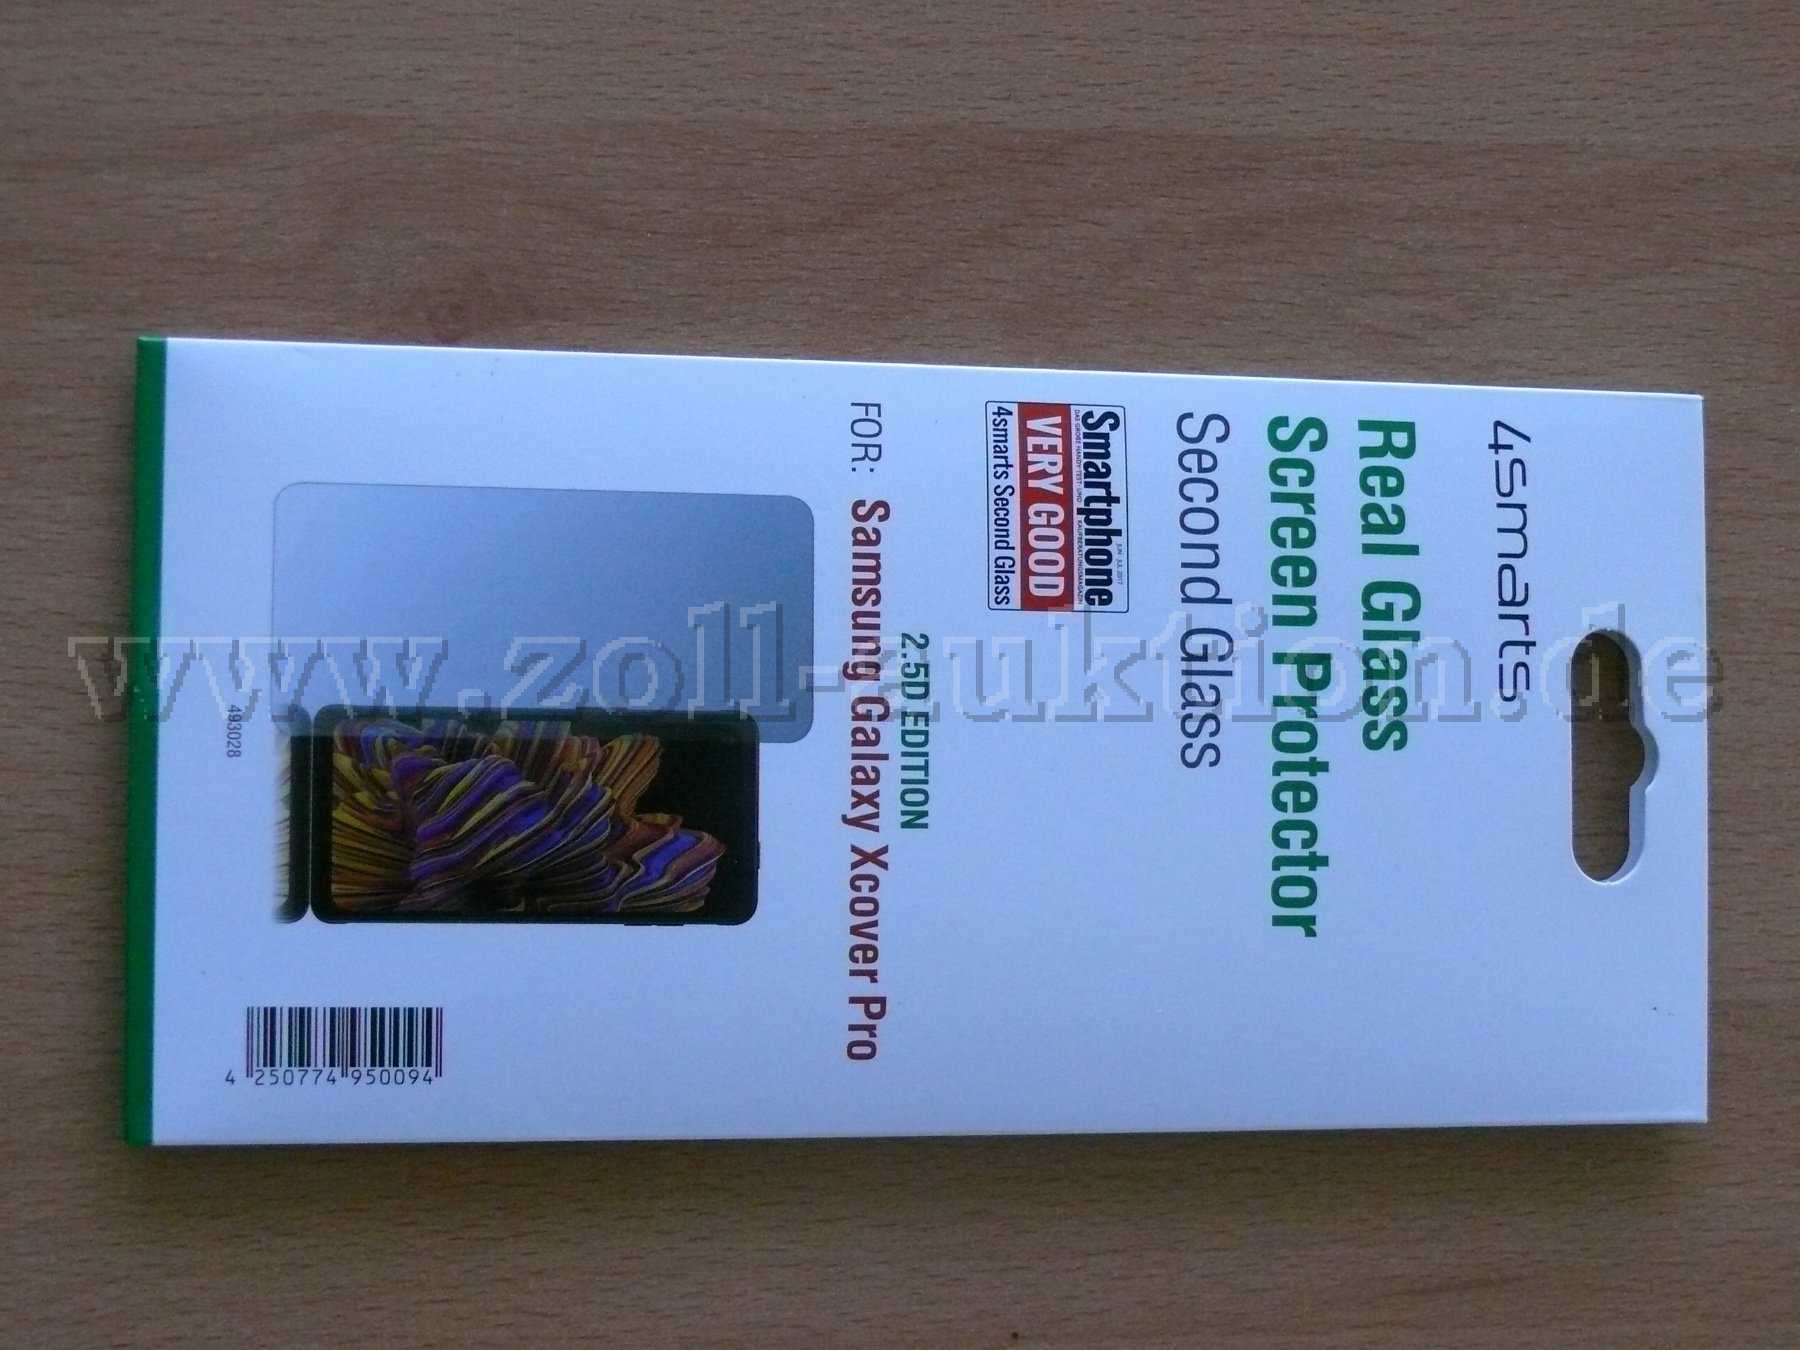 4smarts
Real Glass
Screen Protector
Second Glass
Smartphone
VERY GOOD
4smarts Second Glass
2.5D EDITION
FOR: Samsung Galaxy Xcover Pro
493028
4 250774 950094
www.zoll-auktion.de